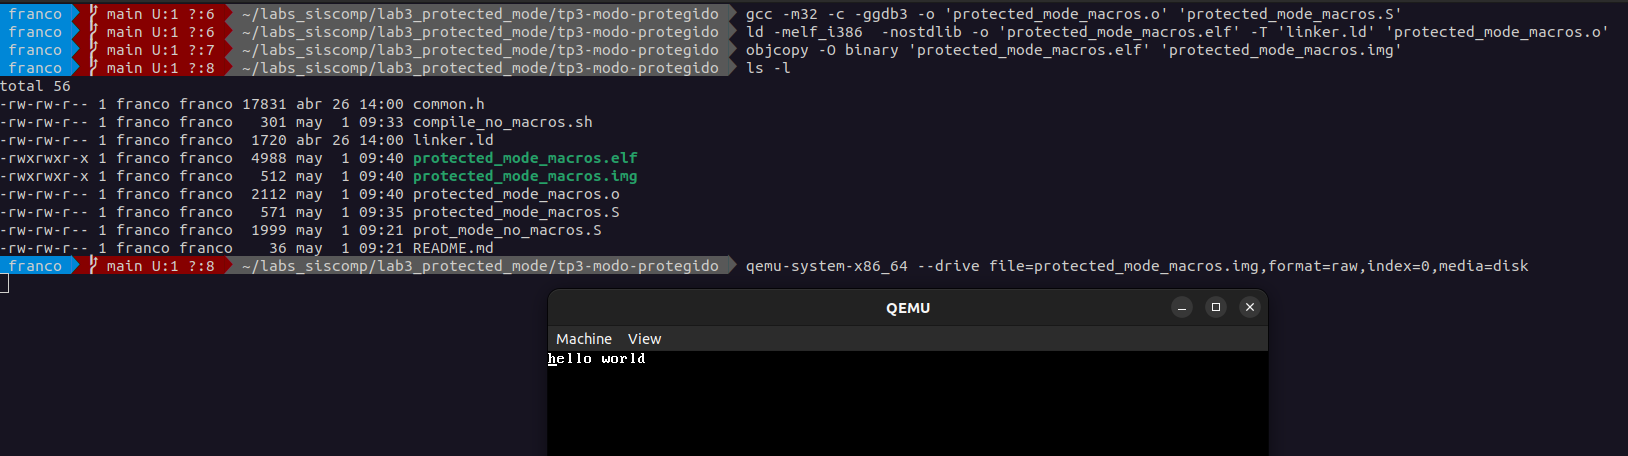 franco main U:1 ?:6 ~/labs_siscomp/lab3_protected_mode/tp3-modo-protegido gcc -m32 -c -ggdb3 -o 'protected_mode_macros.o' 'protected_mode_macros.S'
franco main U:1 ?:6 ~/labs_siscomp/lab3_protected_mode/tp3-modo-protegido ld -melf_i386  -nostdlib -o 'protected_mode_macros.elf' -T 'linker.ld' 'protected_mode_macros.o'
franco main U:1 ?:7 ~/labs_siscomp/lab3_protected_mode/tp3-modo-protegido objcopy -O binary 'protected_mode_macros.elf' 'protected_mode_macros.img'
franco main U:1 ?:8 ~/labs_siscomp/lab3_protected_mode/tp3-modo-protegido ls -l
total 56
-rw-rw-r-- 1 franco franco 17831 abr 26 14:00 common.h
-rw-rw-r-- 1 franco franco   301 may  1 09:33 compile_no_macros.sh
-rw-rw-r-- 1 franco franco  1720 abr 26 14:00 linker.ld
-rwxrwxr-x 1 franco franco  4988 may  1 09:40 protected_mode_macros.elf
-rwxrwxr-x 1 franco franco   512 may  1 09:40 protected_mode_macros.img
-rw-rw-r-- 1 franco franco  2112 may  1 09:40 protected_mode_macros.o
-rw-rw-r-- 1 franco franco   571 may  1 09:35 protected_mode_macros.S
-rw-rw-r-- 1 franco franco  1999 may  1 09:21 prot_mode_no_macros.S
-rw-rw-r-- 1 franco franco    36 may  1 09:21 README.md
franco main U:1 ?:8 ~/labs_siscomp/lab3_protected_mode/tp3-modo-protegido qemu-system-x86_64 --drive file=protected_mode_macros.img,format=raw,index=0,media=disk
QEMU
Machine View
hello world